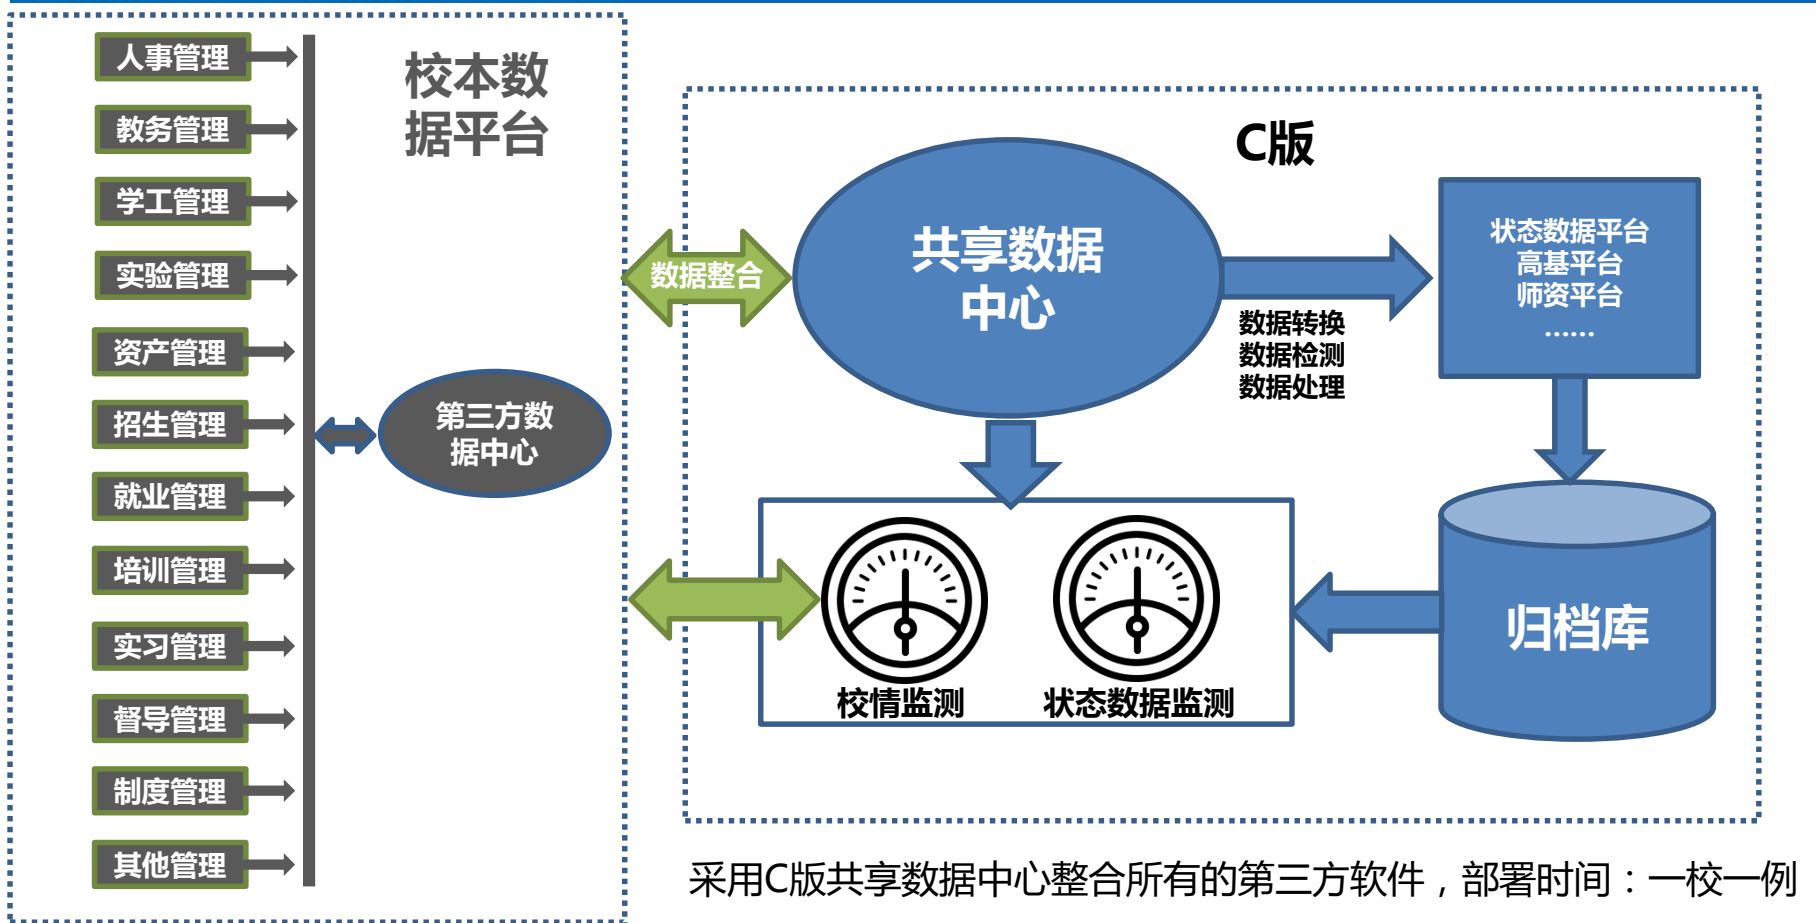 人事管理
教务管理
学工管理
实验管理
资产管理
招生管理
就业管理
培训管理
实习管理
督导管理
制度管理
其他管理
校本数
据平台
第三方数
据中心
数据整合
C版
共享数据
中心
数据转换
数据检测
数据处理
状态数据平台
高基平台
师资平台
……
校情监测
状态数据监测
归档库
采用C版共享数据中心整合所有的第三方软件，部署时间：一校一例